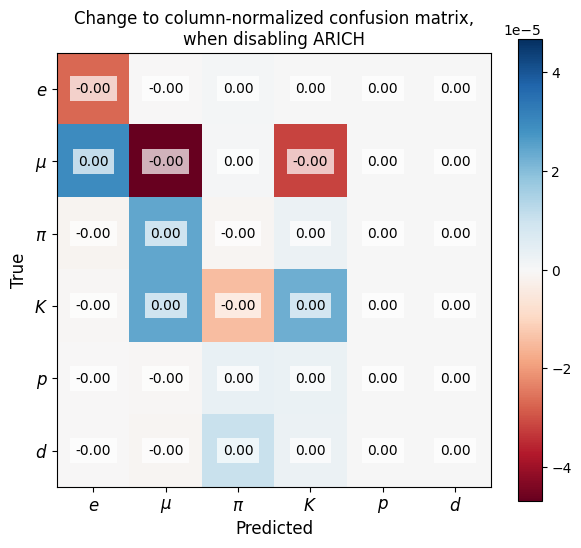 Change to column-normalized confusion matrix,
when disabling ARICH
1e−5
e -0.00 -0.00 0.00 0.00 0.00 0.00
μ 0.00 -0.00 0.00 -0.00 0.00 0.00
π -0.00 0.00 -0.00 0.00 0.00 0.00
K -0.00 0.00 -0.00 0.00 0.00 0.00
p -0.00 -0.00 0.00 0.00 0.00 0.00
d -0.00 -0.00 0.00 0.00 0.00 0.00
e μ π K p d
True
Predicted
4
2
0
−2
−4